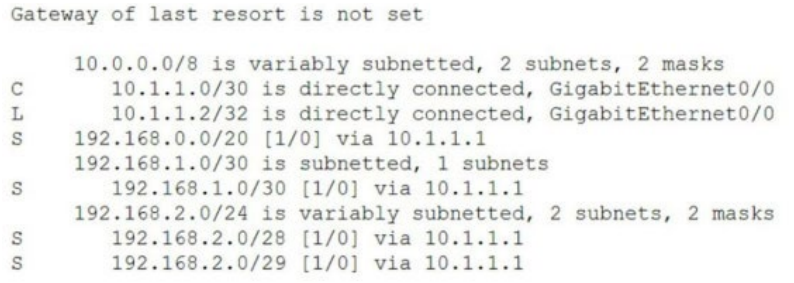 Gateway of last resort is not set
10.0.0.0/8 is variably subnetted, 2 subnets, 2 masks
C 10.1.1.0/30 is directly connected, GigabitEthernet0/0
L 10.1.1.2/32 is directly connected, GigabitEthernet0/0
S 192.168.0.0/20 [1/0] via 10.1.1.1
192.168.1.0/30 is subnetted, 1 subnets
S 192.168.1.0/30 [1/0] via 10.1.1.1
192.168.2.0/24 is variably subnetted, 2 subnets, 2 masks
S 192.168.2.0/28 [1/0] via 10.1.1.1
S 192.168.2.0/29 [1/0] via 10.1.1.1